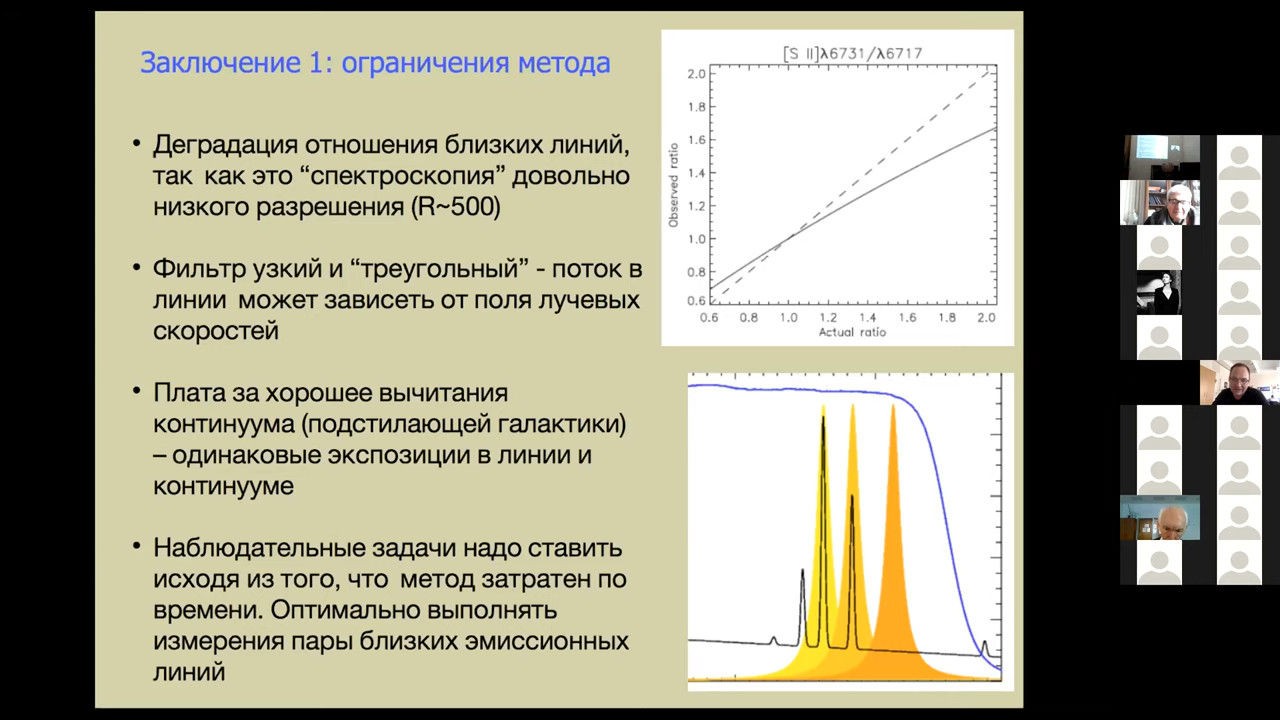 Заключение 1: ограничения метода
• Деградация отношения близких линий,
так как это “спектроскопия” довольно
низкого разрешения (R~500)
• Фильтр узкий и “треугольный” - поток в
линии может зависеть от поля лучевых
скоростей
• Плата за хорошее вычитания
континуума (подстилающей галактики)
– одинаковые экспозиции в линии и
континууме
• Наблюдательные задачи надо ставить
исходя из того, что метод затратен по
времени. Оптимально выполнять
измерения пары близких эмиссионных
линий
[S II]λ6731/λ6717
Observed ratio
2.0
1.8
1.6
1.4
1.2
1.0
0.8
0.6
0.6 0.8 1.0 1.2 1.4 1.6 1.8 2.0
Actual ratio